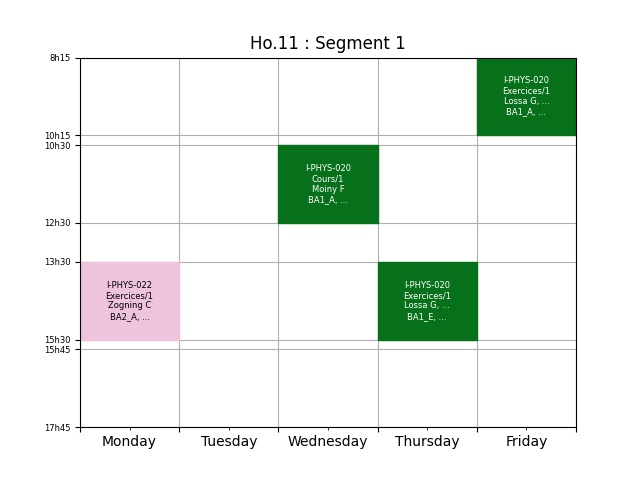 Ho.11 : Segment 1
8h15
I-PHYS-020
Exercices/1
Lossa G, ...
BA1_A, ...
10h15
10h30
I-PHYS-020
Cours/1
Moiny F
BA1_A, ...
12h30
13h30
I-PHYS-022
Exercices/1
Zogning C
BA2_A, ...
I-PHYS-020
Exercices/1
Lossa G, ...
BA1_E, ...
15h30
15h45
17h45
Monday Tuesday Wednesday Thursday Friday